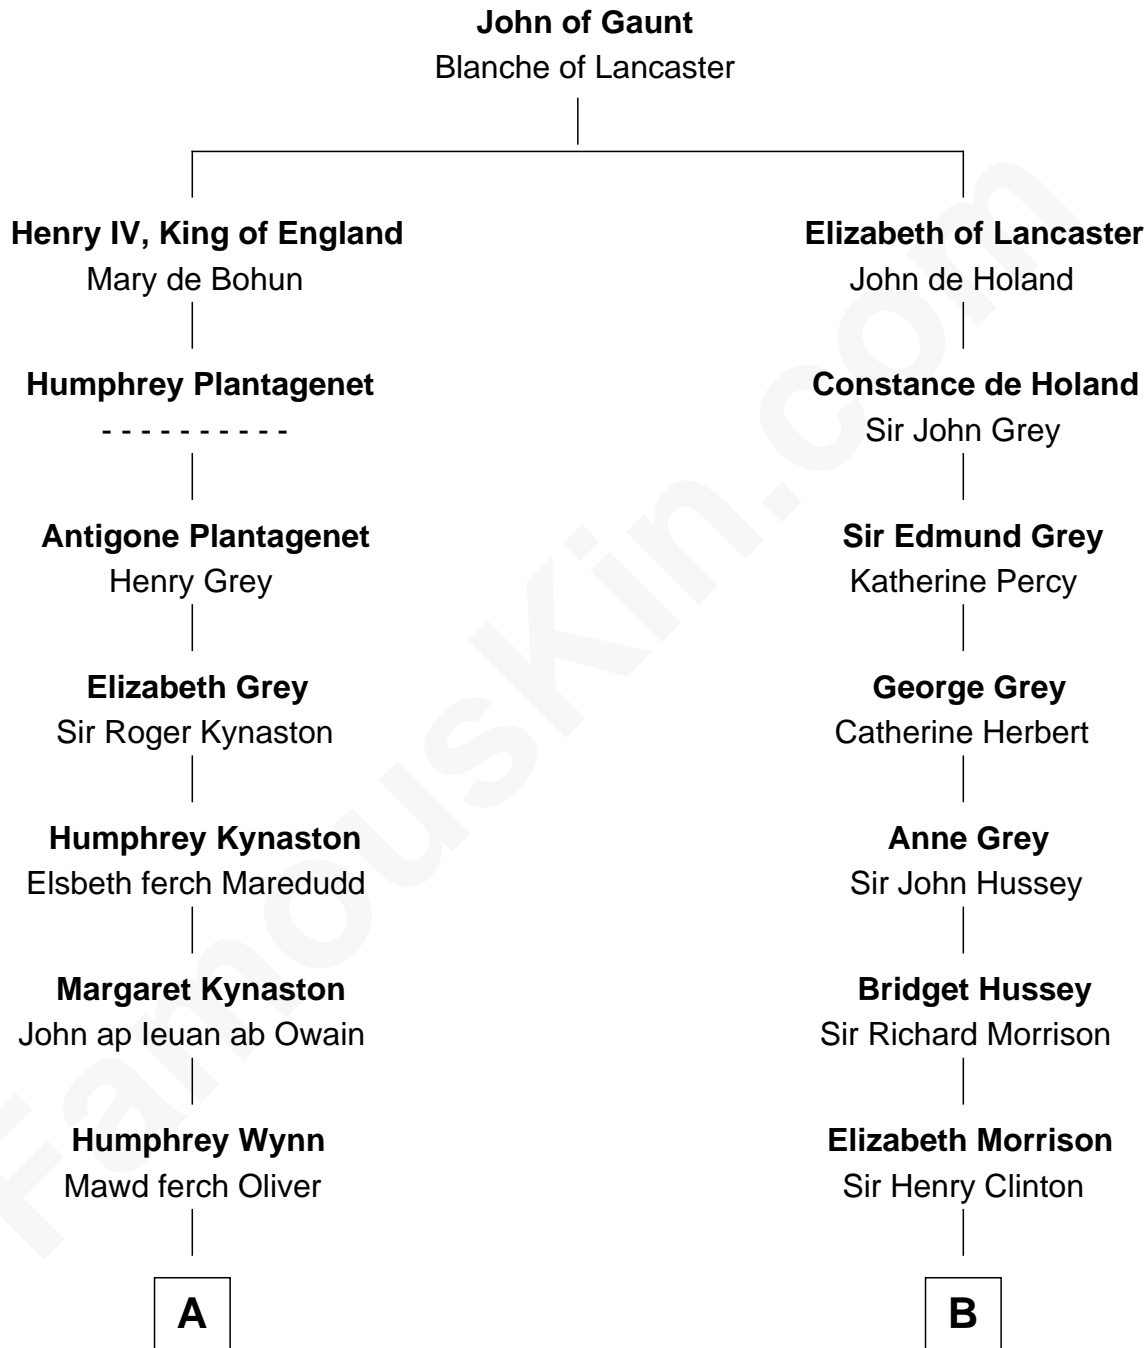 John of Gaunt
Blanche of Lancaster
Henry IV, King of England
Mary de Bohun
Elizabeth of Lancaster
John de Holand
Humphrey Plantagenet
- - - - - - - - - -
Constance de Holand
Sir John Grey
Antigone Plantagenet
Henry Grey
Sir Edmund Grey
Katherine Percy
Elizabeth Grey
Sir Roger Kynaston
George Grey
Catherine Herbert
Humphrey Kynaston
Elsbeth ferch Maredudd
Anne Grey
Sir John Hussey
Margaret Kynaston
John ap Ieuan ab Owain
Bridget Hussey
Sir Richard Morrison
Humphrey Wynn
Mawd ferch Oliver
Elizabeth Morrison
Sir Henry Clinton
A
B
FamousKin.com